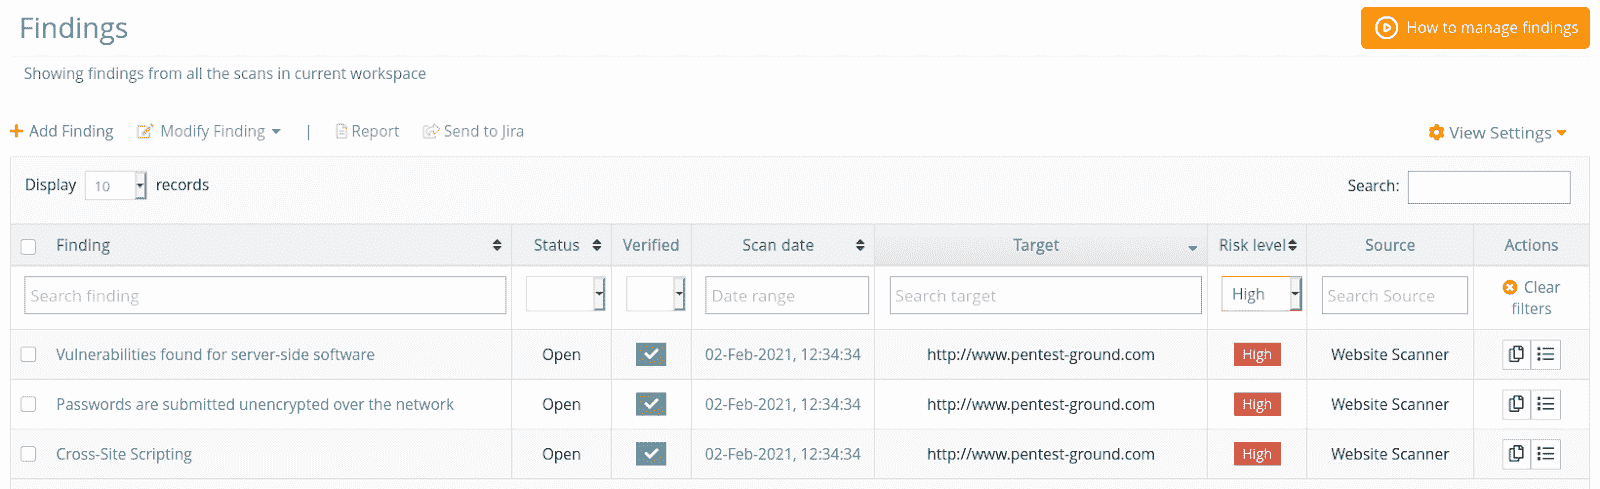 Findings
How to manage findings
Showing findings from all the scans in current workspace
Add Finding Modify Finding | Report Send to Jira View Settings
Display 10 records Search:
Finding Status Verified Scan date Target Risk level Source Actions
Search finding Date range Search target High Search Source Clear filters
Vulnerabilities found for server-side software Open 02-Feb-2021, 12:34:34 http://www.pentest-ground.com High Website Scanner
Passwords are submitted unencrypted over the network Open 02-Feb-2021, 12:34:34 http://www.pentest-ground.com High Website Scanner
Cross-Site Scripting Open 02-Feb-2021, 12:34:34 http://www.pentest-ground.com High Website Scanner